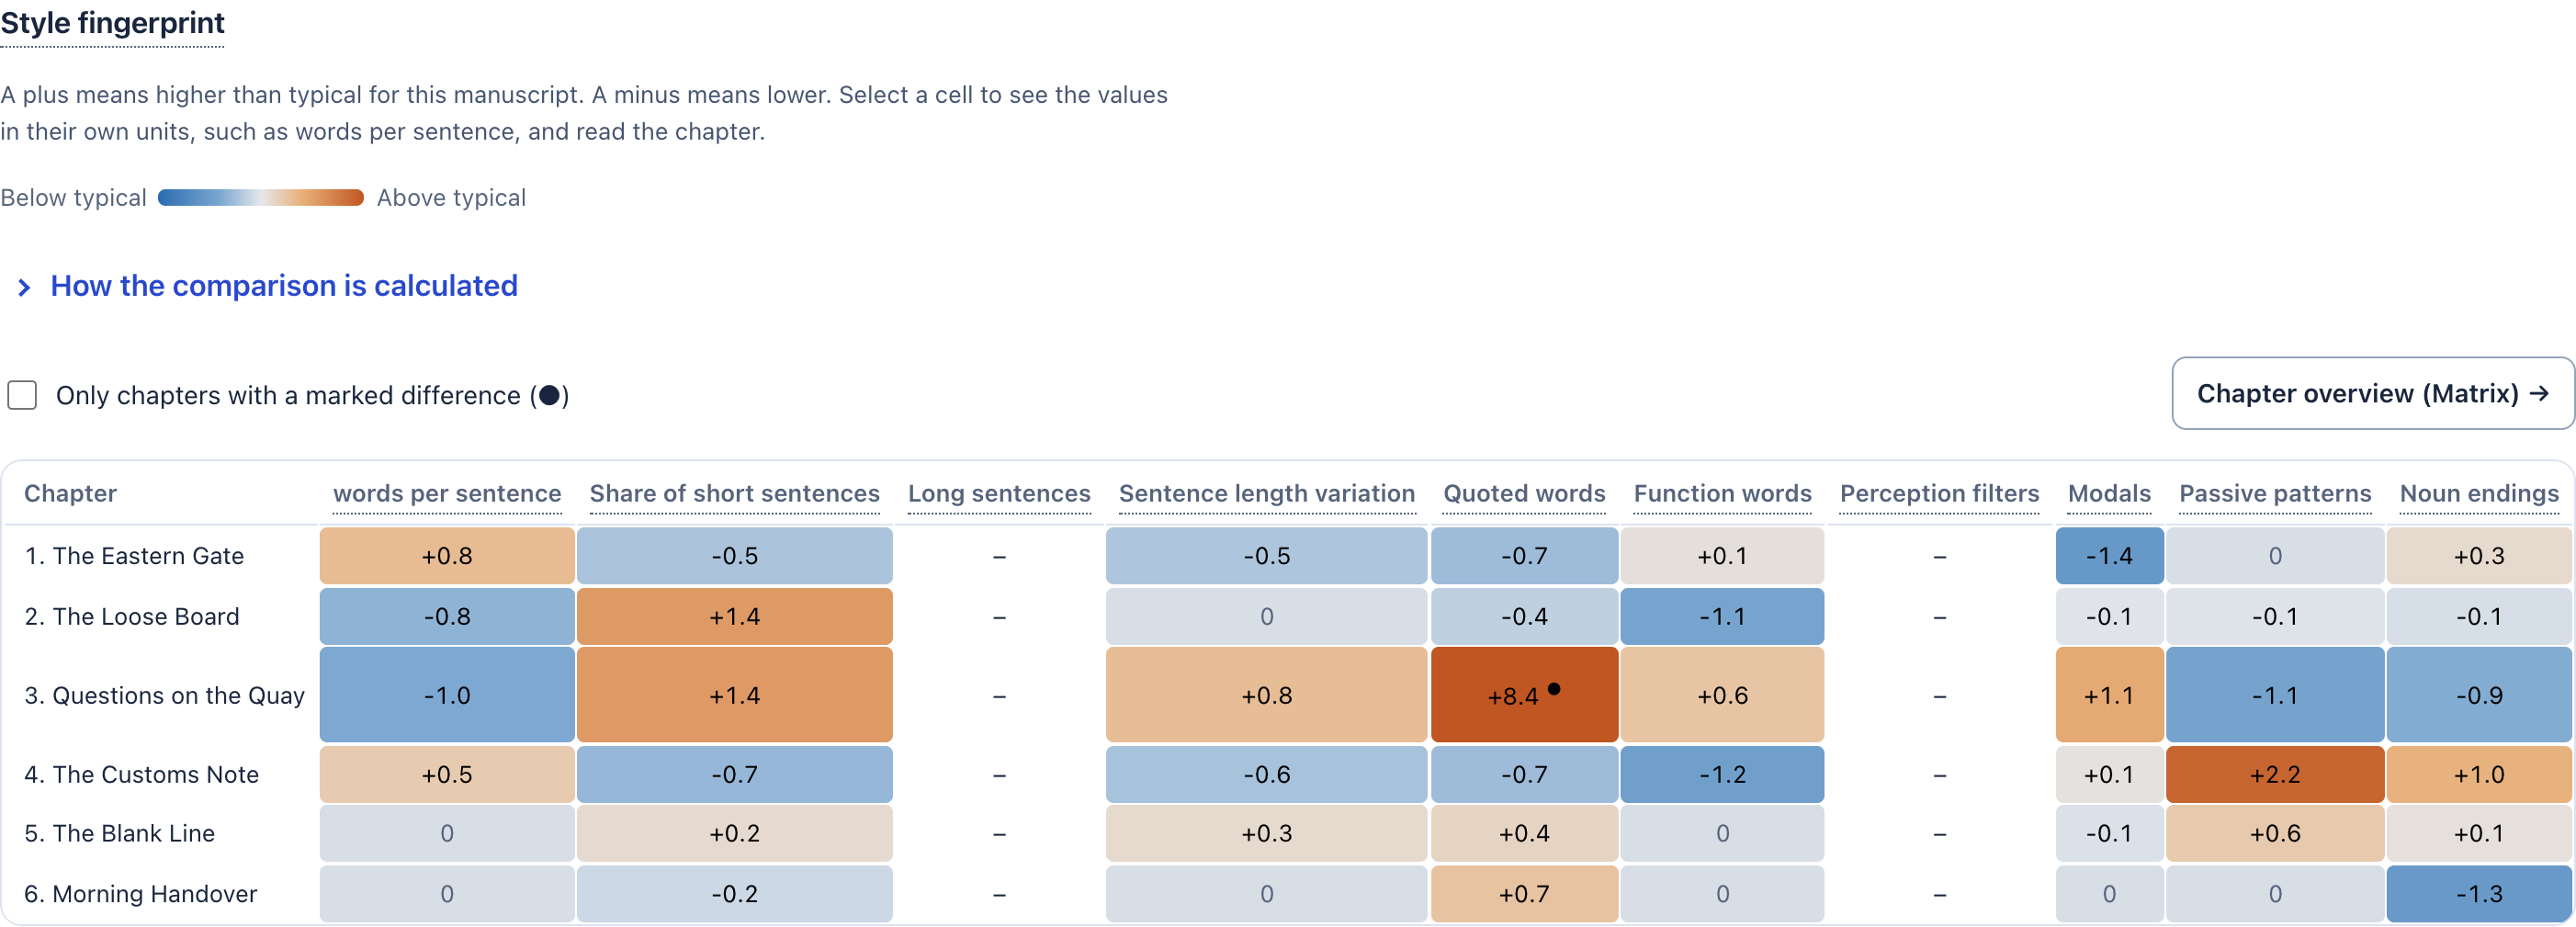 Style fingerprint
A plus means higher than typical for this manuscript. A minus means lower. Select a cell to see the values
in their own units, such as words per sentence, and read the chapter.
Below typical Above typical
How the comparison is calculated
Only chapters with a marked difference (●)
Chapter overview (Matrix) →
Chapter words per sentence Share of short sentences Long sentences Sentence length variation Quoted words Function words Perception filters Modals Passive patterns Noun endings
1. The Eastern Gate +0.8 -0.5 – -0.5 -0.7 +0.1 – -1.4 0 +0.3
2. The Loose Board -0.8 +1.4 – 0 -0.4 -1.1 – -0.1 -0.1 -0.1
3. Questions on the Quay -1.0 +1.4 – +0.8 +8.4 ● +0.6 – +1.1 -1.1 -0.9
4. The Customs Note +0.5 -0.7 – -0.6 -0.7 -1.2 – +0.1 +2.2 +1.0
5. The Blank Line 0 +0.2 – +0.3 +0.4 0 – -0.1 +0.6 +0.1
6. Morning Handover 0 -0.2 – 0 +0.7 0 – 0 0 -1.3